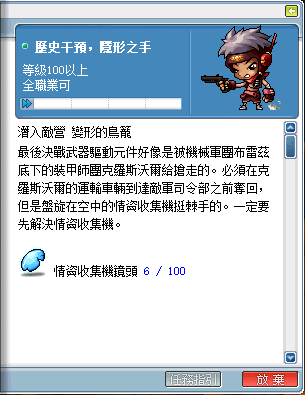 歷史干預，隱形之手
等級100以上
全職業可
潛入敵營 變形的鳥籠
最後決戰武器驅動元件好像是被機械軍團布雷茲
底下的裝甲師團克羅斯沃爾給搶走的。必須在克
羅斯沃爾的運輸車輛到達敵軍司令部之前奪回，
但是盤旋在空中的情資收集機挺棘手的。一定要
先解決情資收集機。
情資收集機鏡頭 6 / 100
任務指引
放棄